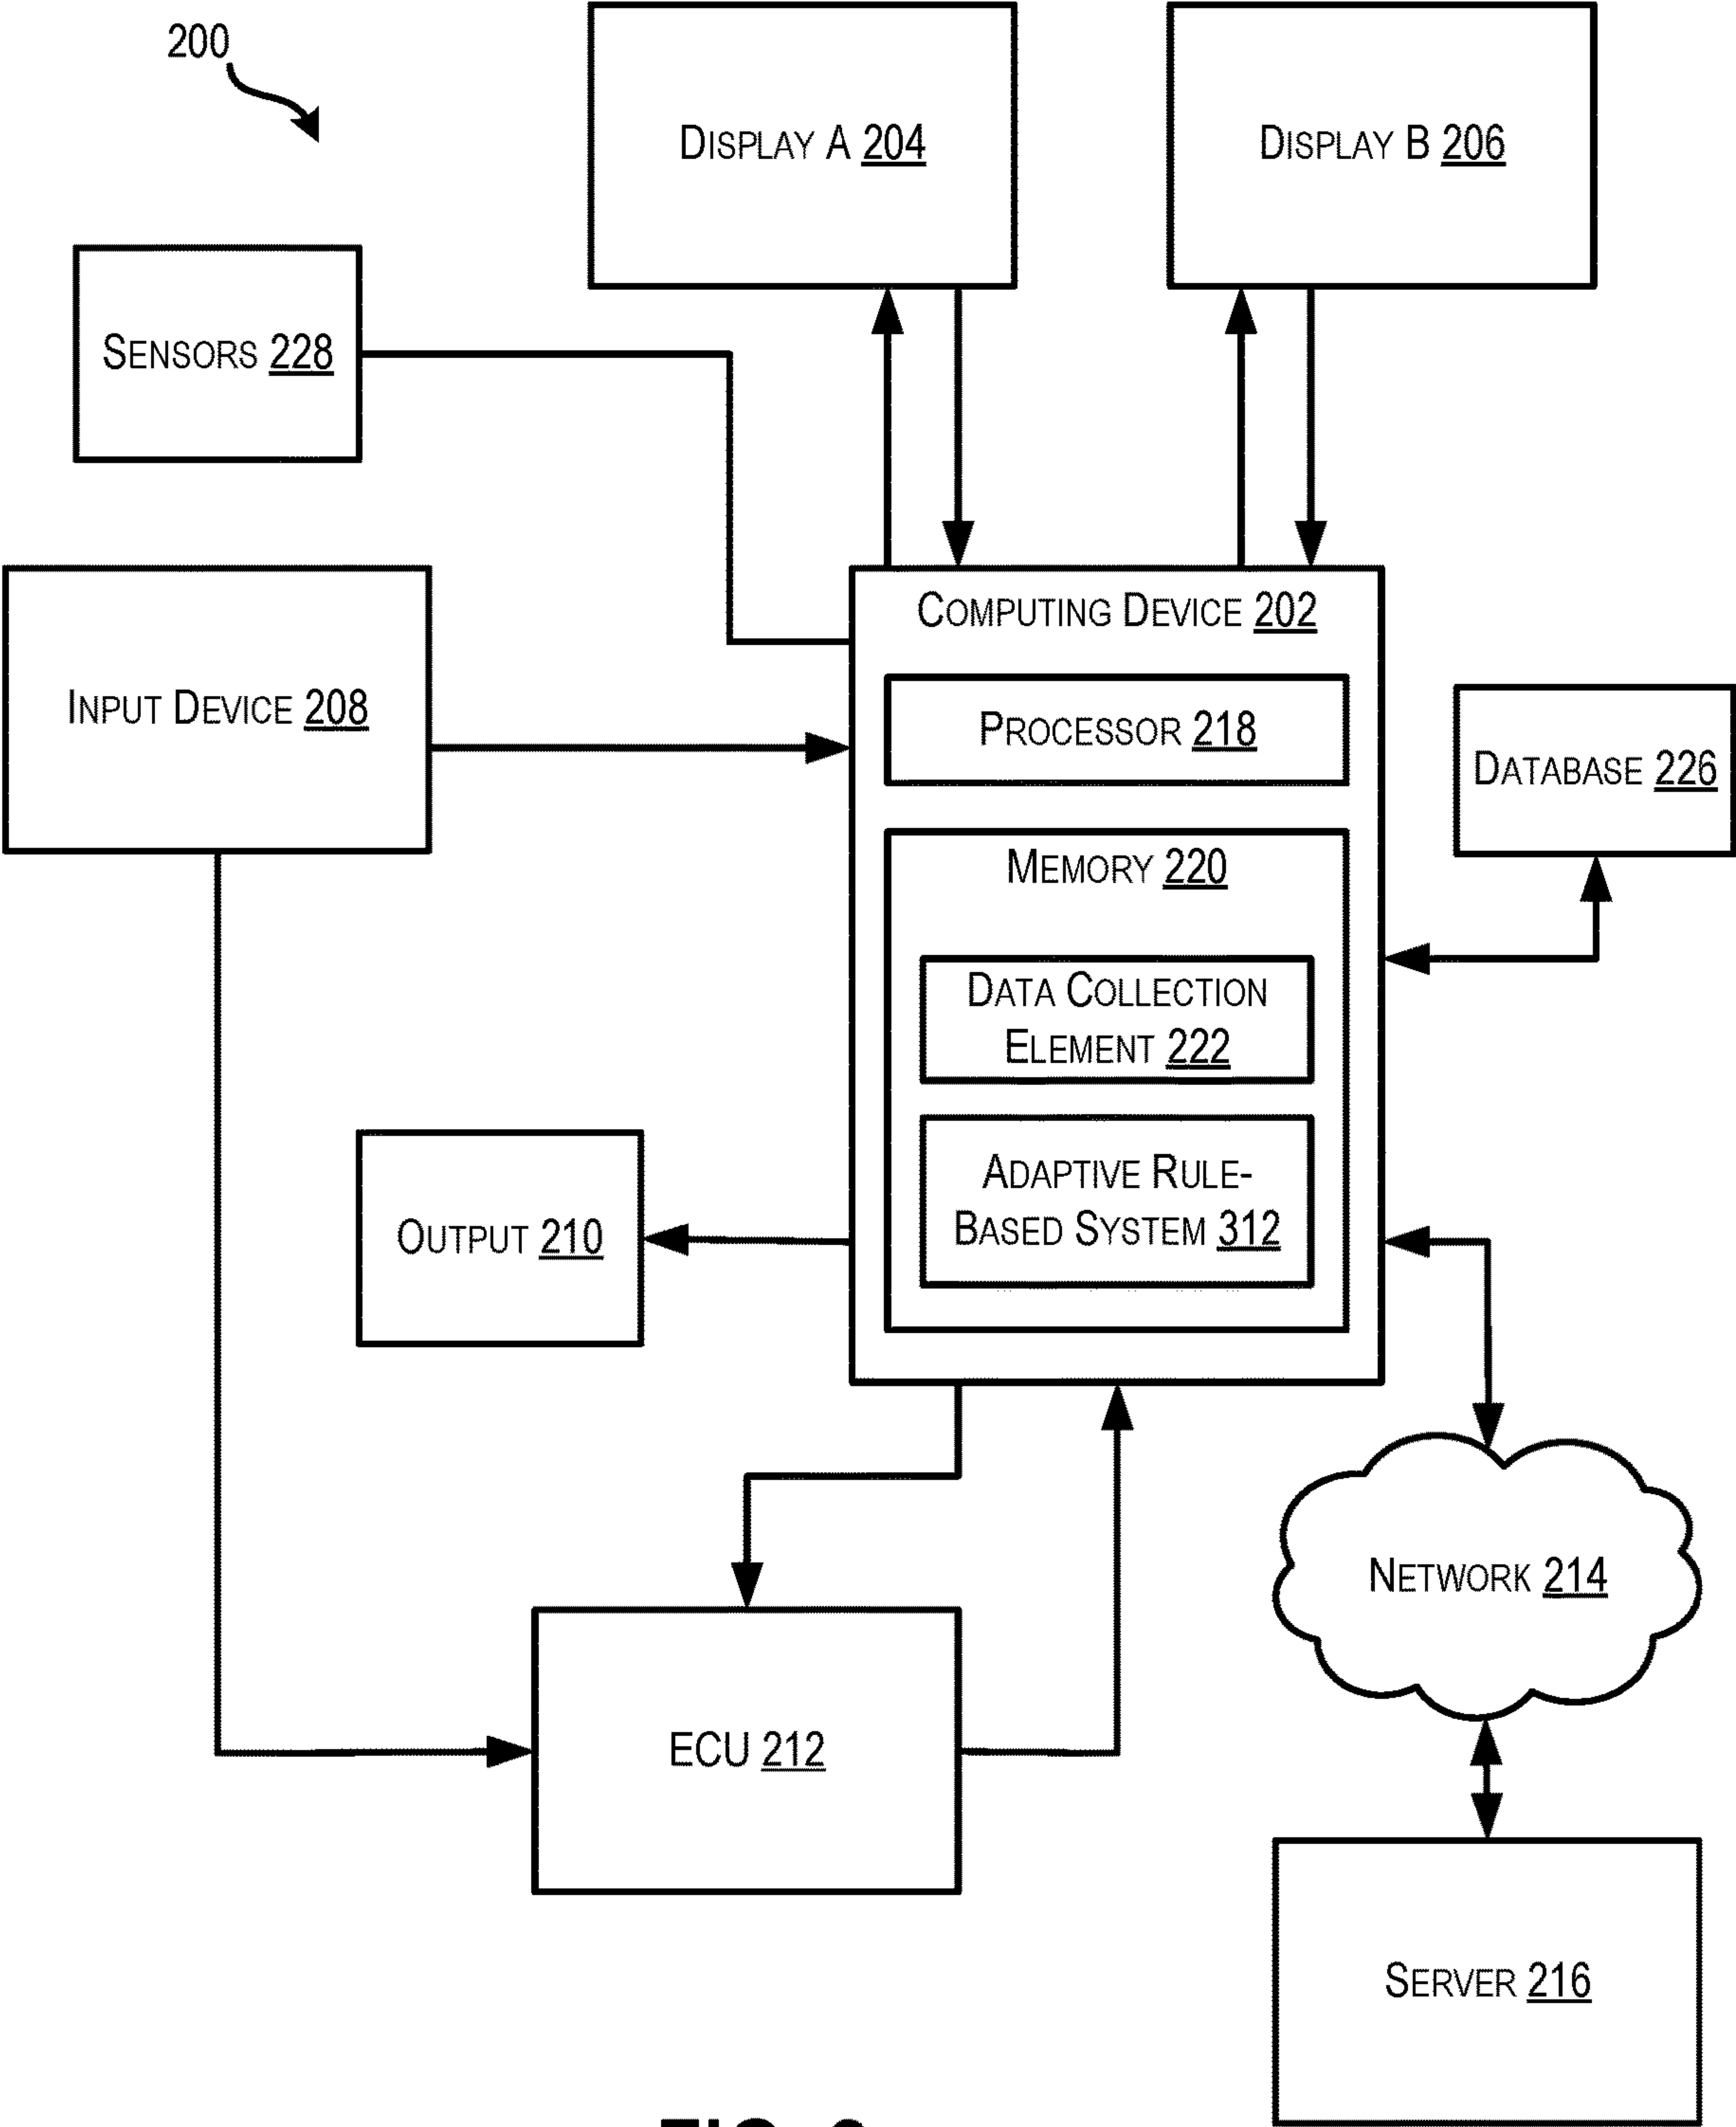 200
DISPLAY A 204
DISPLAY B 206
SENSORS 228
COMPUTING DEVICE 202
INPUT DEVICE 208
PROCESSOR 218
DATABASE 226
MEMORY 220
DATA COLLECTION
ELEMENT 222
ADAPTIVE RULE-
BASED SYSTEM 312
OUTPUT 210
NETWORK 214
ECU 212
SERVER 216